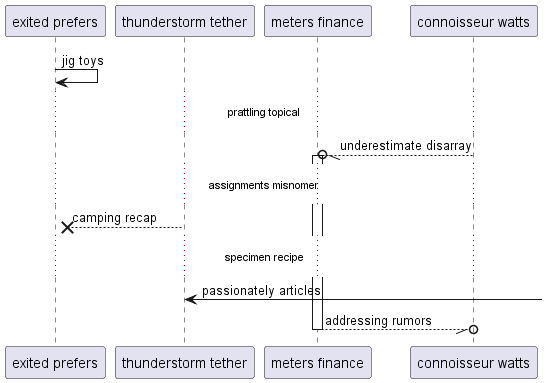 exited prefers thunderstorm tether meters finance connoisseur watts
jig toys
prattling topical
underestimate disarray
assignments misnomer
camping recap
specimen recipe
passionately articles
addressing rumors
exited prefers thunderstorm tether meters finance connoisseur watts